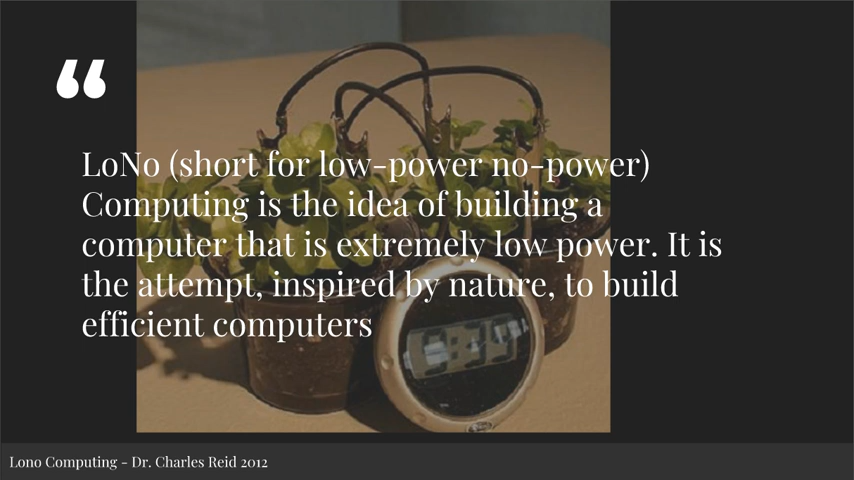 “
LoNo (short for low-power no-power)
Computing is the idea of building a
computer that is extremely low power. It is
the attempt, inspired by nature, to build
efficient computers
Lono Computing - Dr. Charles Reid 2012